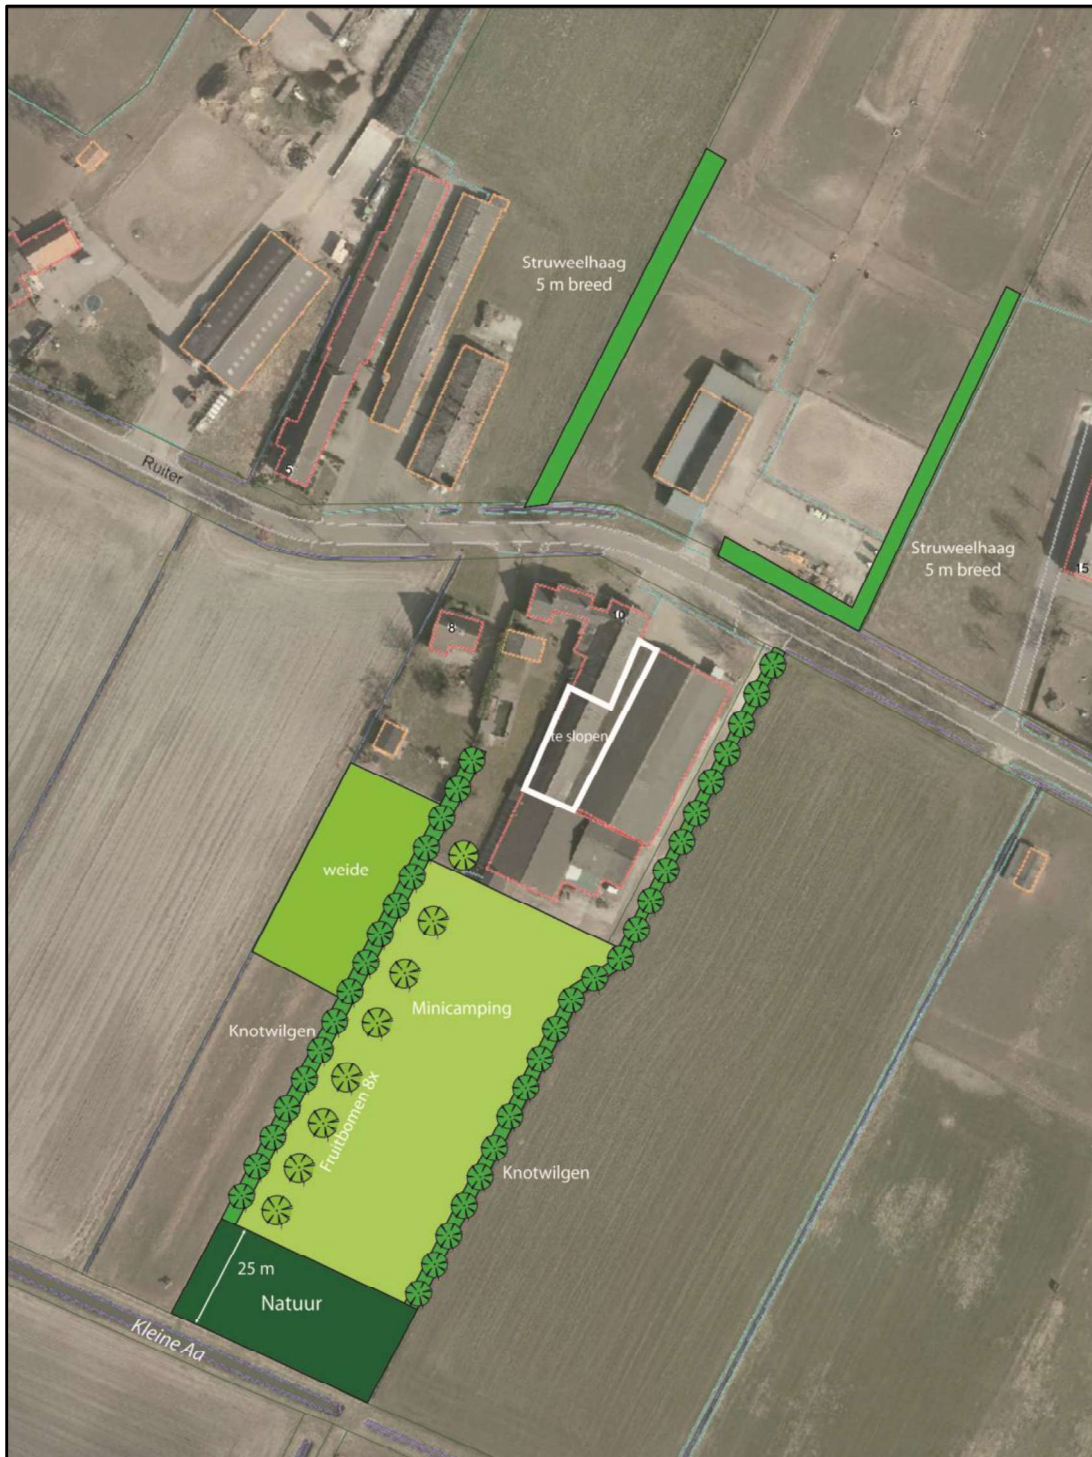 Struweelhaag
5 m breed
Ruiter
5
Struweelhaag
5 m breed
15
8
te slopen
weide
Minicamping
Knotwilgen
Fruitbomen 8x
Knotwilgen
25 m
Natuur
Kleine Aa